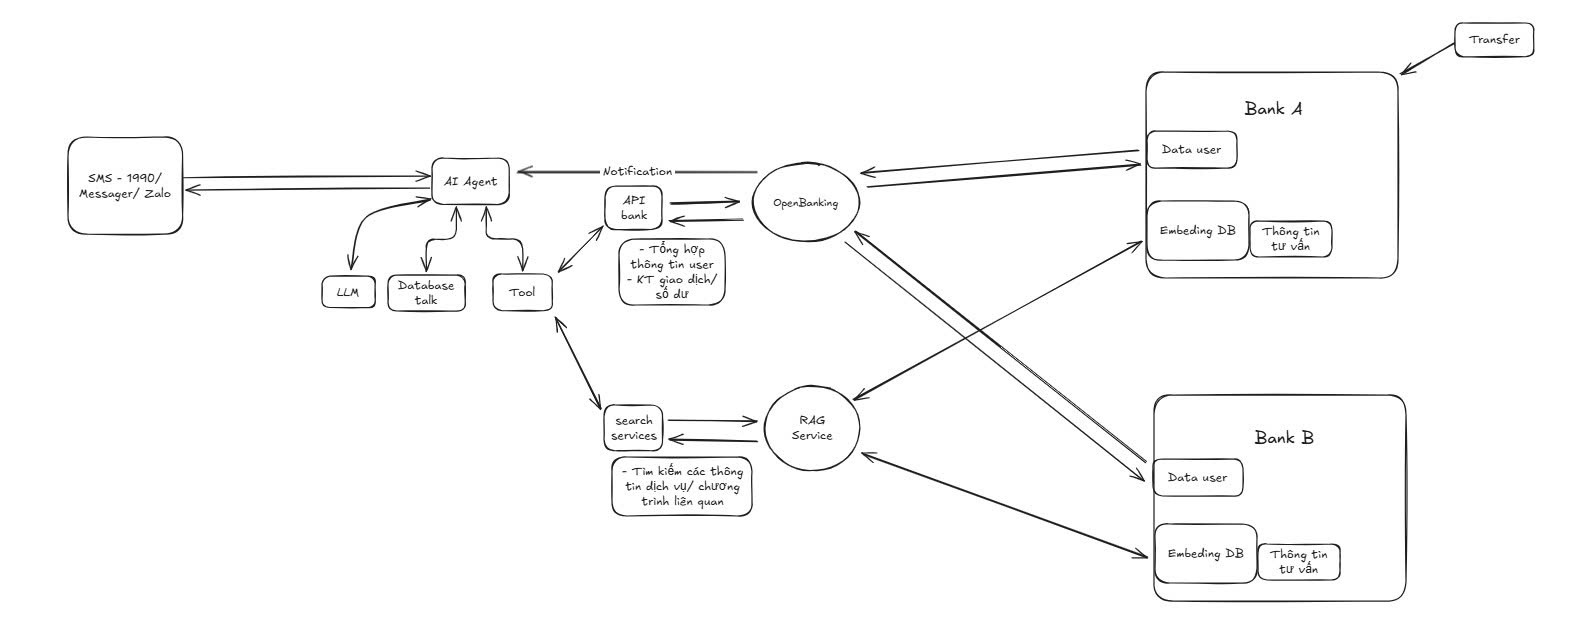 Transfer
Bank A
Data user
Embeding DB
Thông tin
tư vấn
SMS - 1990/
Messager/ Zalo
AI Agent
Notification
API
bank
OpenBanking
- Tổng hợp
thông tin user
- KT giao dịch/
số dư
LLM
Database
talk
Tool
search
services
RAG
Service
- Tìm kiếm các thông
tin dịch vụ/ chương
trình liên quan
Bank B
Data user
Embeding DB
Thông tin
tư vấn